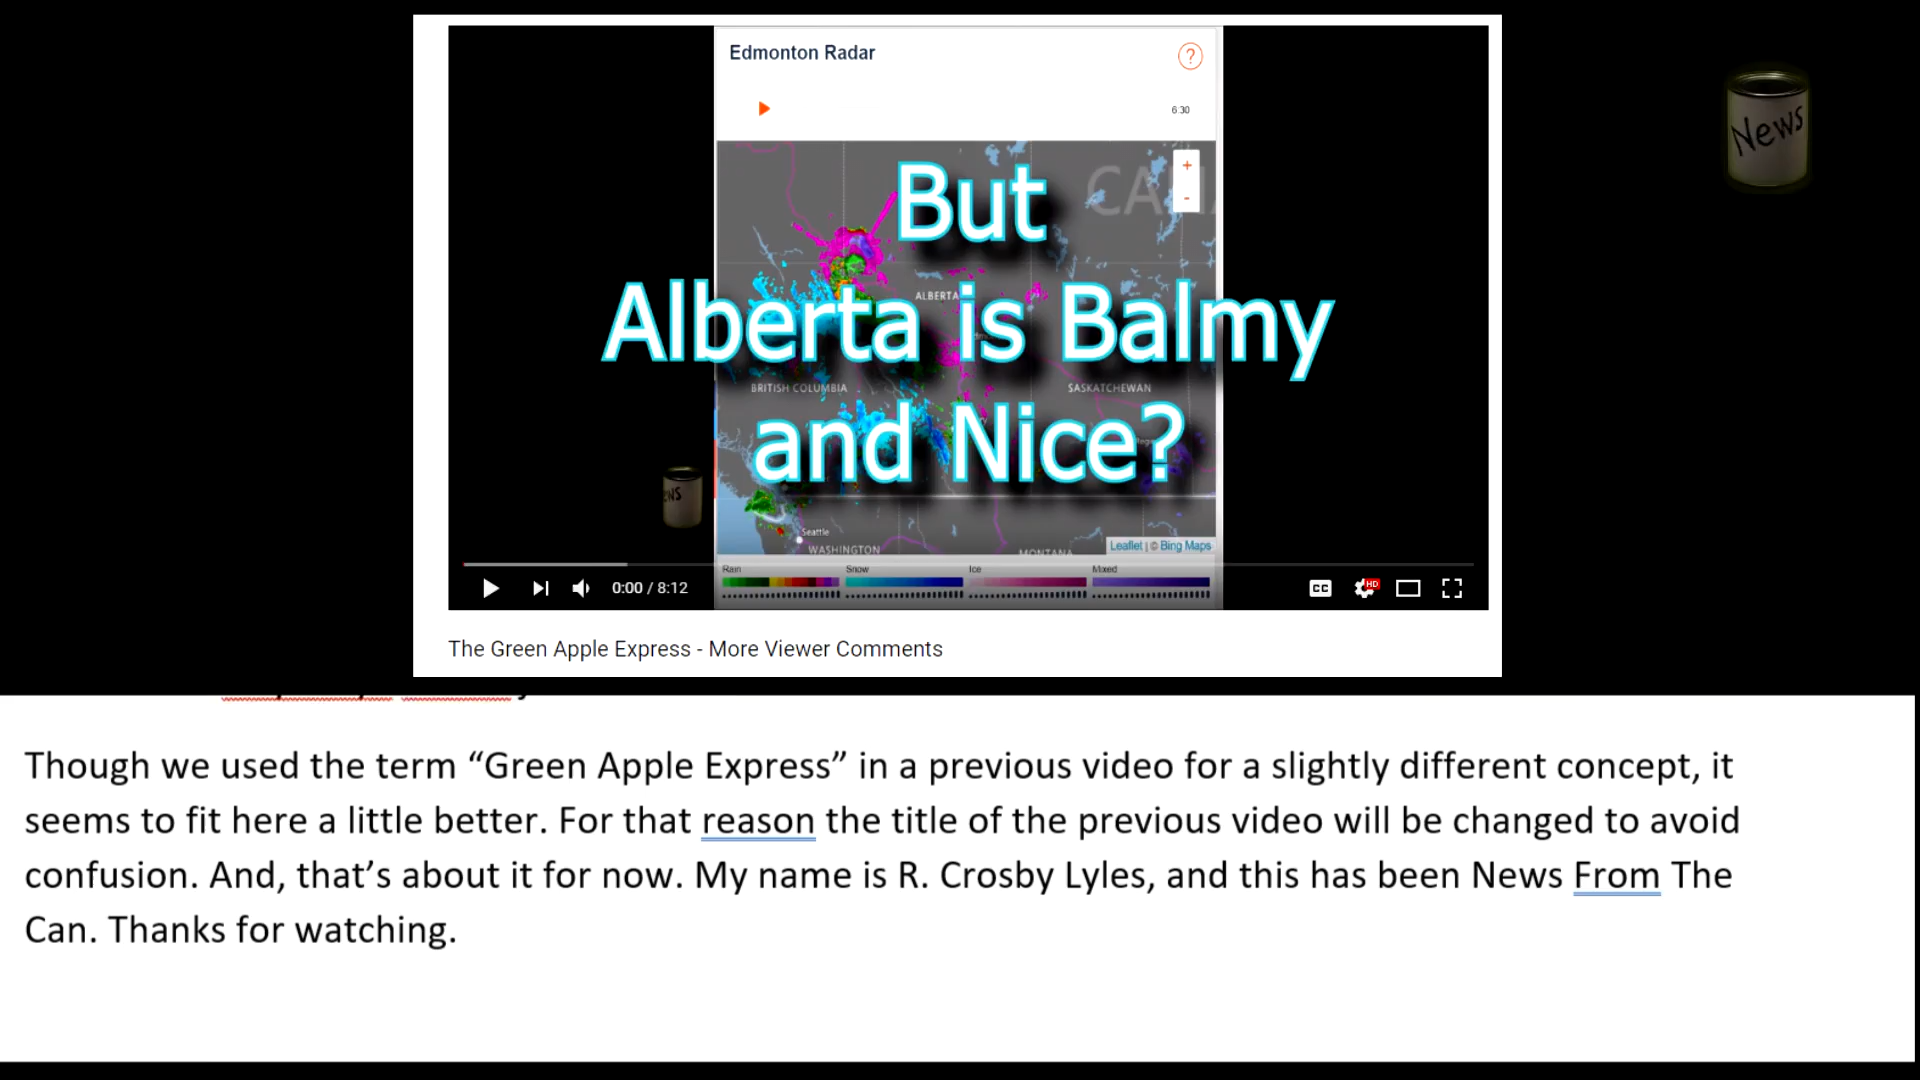 Edmonton Radar
?
6:30
News
CANA
+
-
But
ALBERTA
Alberta is Balmy
BRITISH COLUMBIA
SASKATCHEWAN
and Nice?
Seattle
WASHINGTON
MONTANA
Leaflet | © Bing Maps
Rain Snow Ice Mixed
0:00 / 8:12
CC
HD
The Green Apple Express - More Viewer Comments
Though we used the term “Green Apple Express” in a previous video for a slightly different concept, it
seems to fit here a little better. For that reason the title of the previous video will be changed to avoid
confusion. And, that’s about it for now. My name is R. Crosby Lyles, and this has been News From The
Can. Thanks for watching.